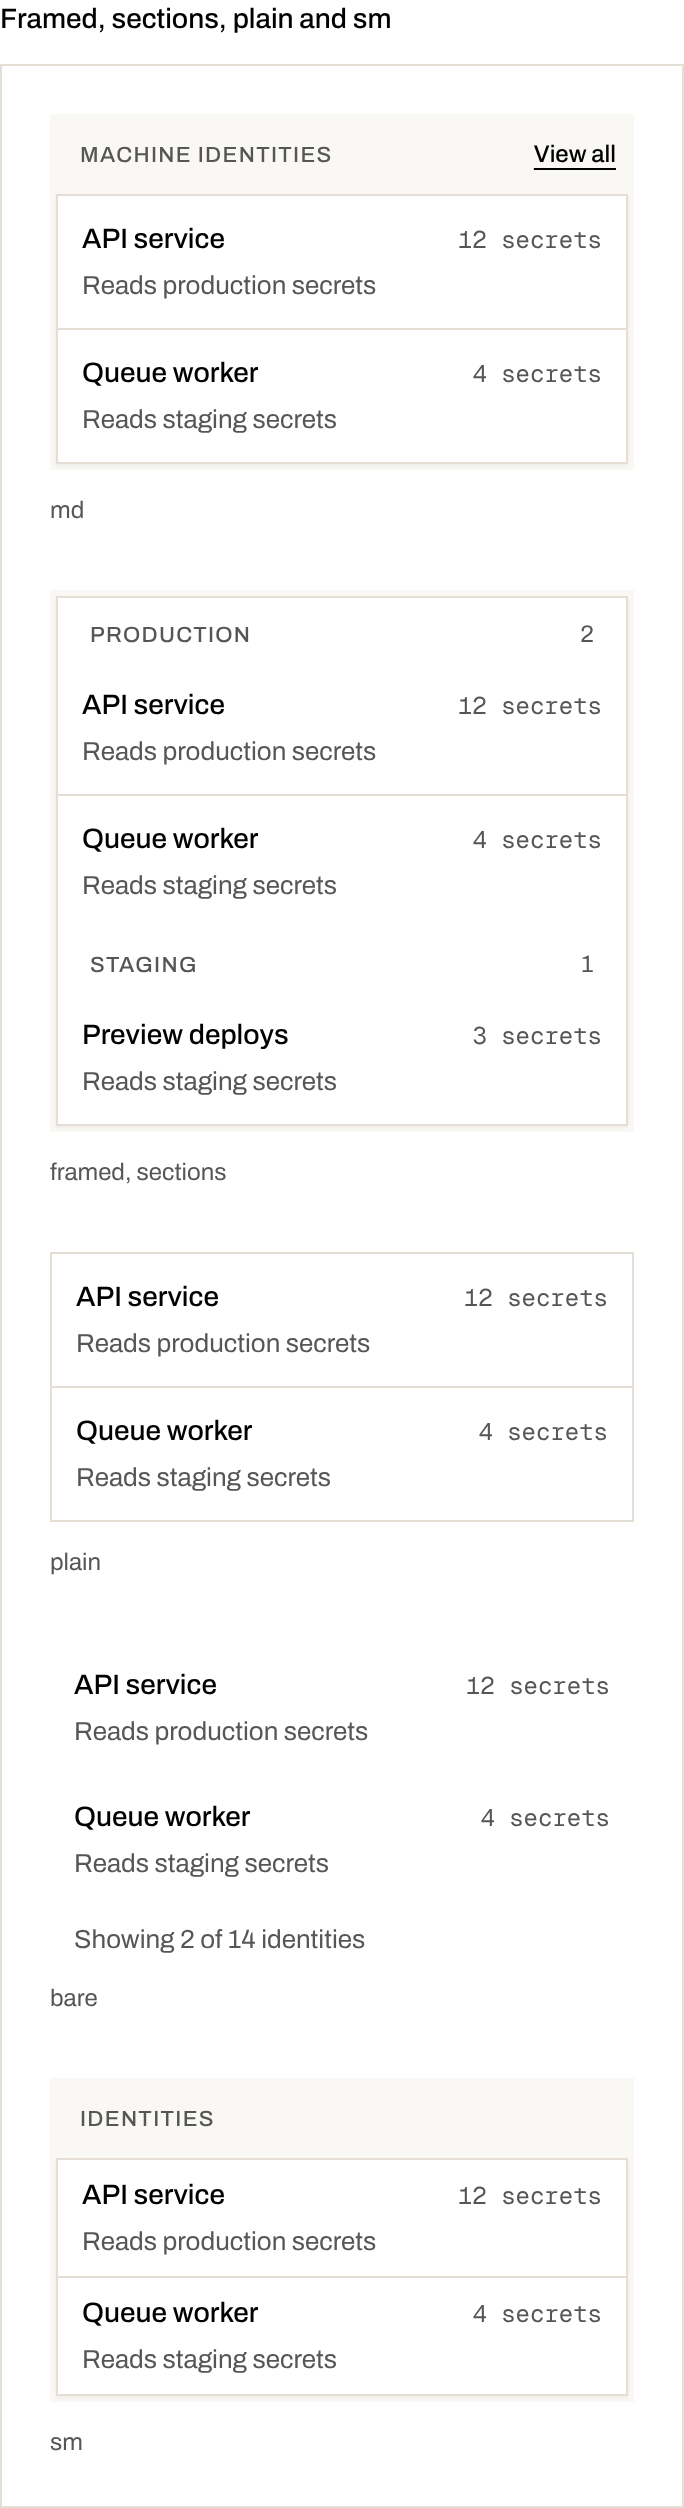 Framed, sections, plain and sm
MACHINE IDENTITIES View all
API service 12 secrets
Reads production secrets
Queue worker 4 secrets
Reads staging secrets
md
PRODUCTION 2
API service 12 secrets
Reads production secrets
Queue worker 4 secrets
Reads staging secrets
STAGING 1
Preview deploys 3 secrets
Reads staging secrets
framed, sections
API service 12 secrets
Reads production secrets
Queue worker 4 secrets
Reads staging secrets
plain
API service 12 secrets
Reads production secrets
Queue worker 4 secrets
Reads staging secrets
Showing 2 of 14 identities
bare
IDENTITIES
API service 12 secrets
Reads production secrets
Queue worker 4 secrets
Reads staging secrets
sm